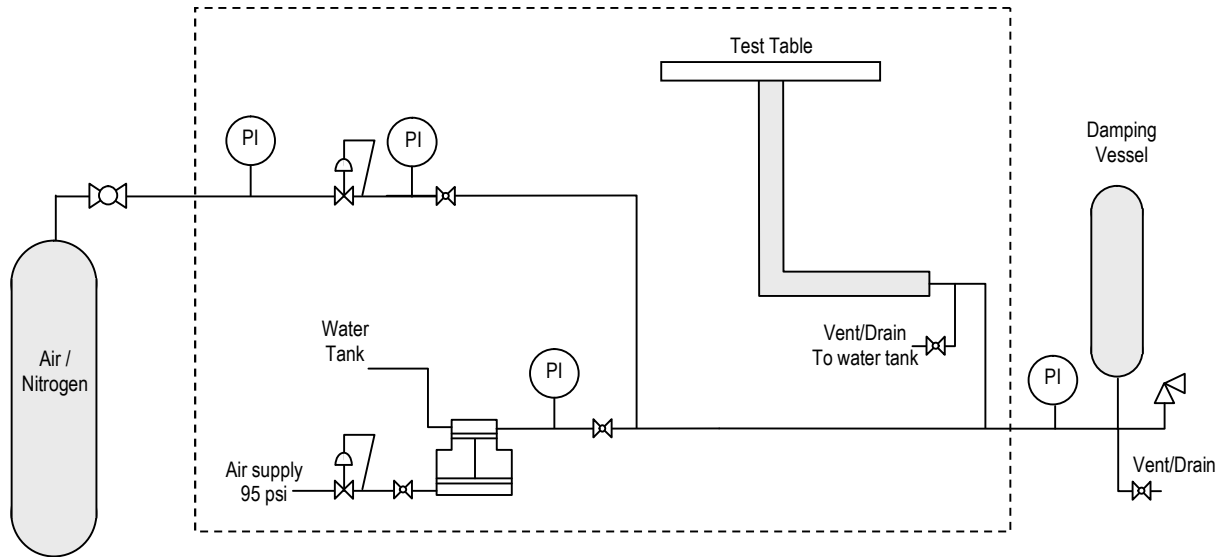 Test Table
PI
PI
Damping
Vessel
Air /
Nitrogen
Water
Tank
PI
Vent/Drain
To water tank
PI
Air supply
95 psi
Vent/Drain